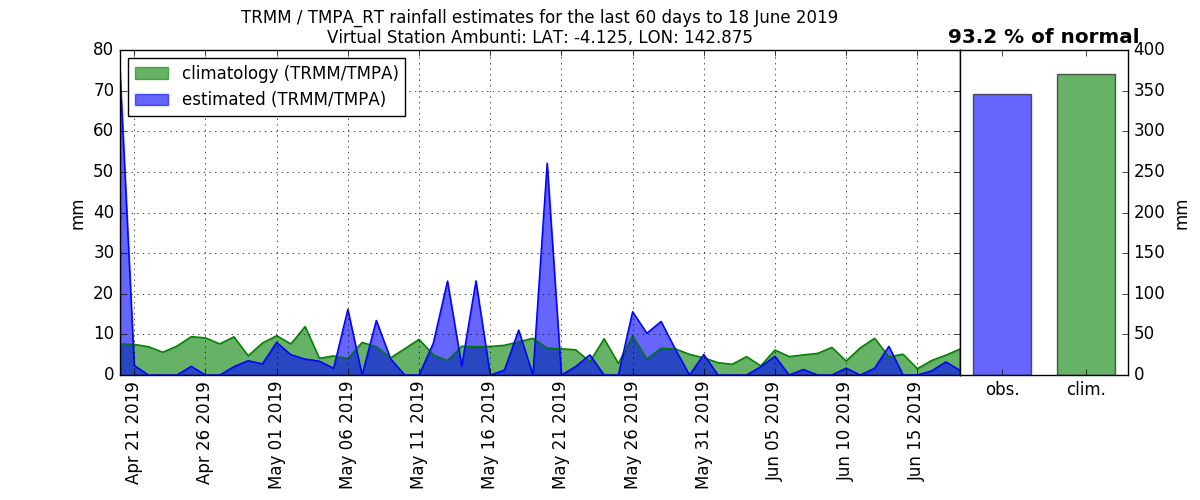 TRMM / TMPA_RT rainfall estimates for the last 60 days to 18 June 2019
Virtual Station Ambunti: LAT: -4.125, LON: 142.875
93.2 % of normal
climatology (TRMM/TMPA)
estimated (TRMM/TMPA)
80
70
60
50
40
30
20
10
0
mm
400
350
300
250
200
150
100
50
0
mm
Apr 21 2019
Apr 26 2019
May 01 2019
May 06 2019
May 11 2019
May 16 2019
May 21 2019
May 26 2019
May 31 2019
Jun 05 2019
Jun 10 2019
Jun 15 2019
obs.
clim.